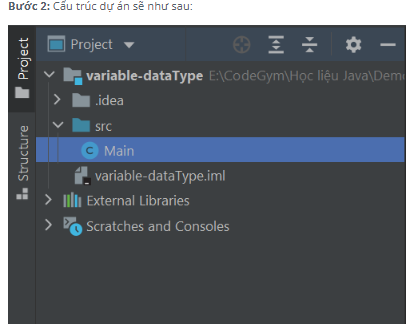 Bước 2: Cấu trúc dự án sẽ như sau:
Project
Project
Structure
variable-dataType E:\CodeGym\Học liệu Java\Demo
.idea
src
C Main
variable-dataType.iml
External Libraries
Scratches and Consoles